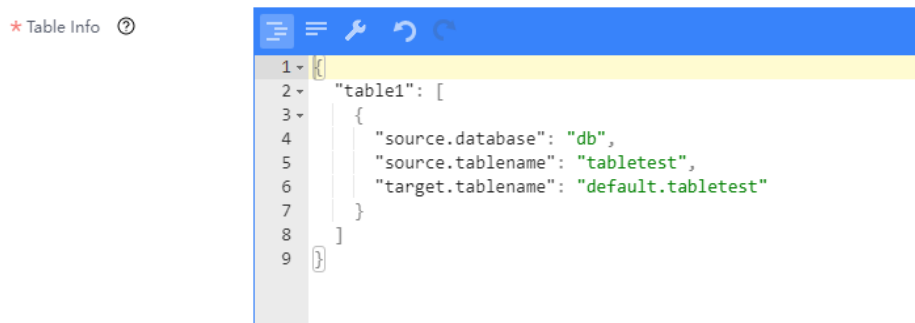 * Table Info ?
1 {
2 "table1": [
3 {
4 "source.database": "db",
5 "source.tablename": "tabletest",
6 "target.tablename": "default.tabletest"
7 }
8 ]
9 }